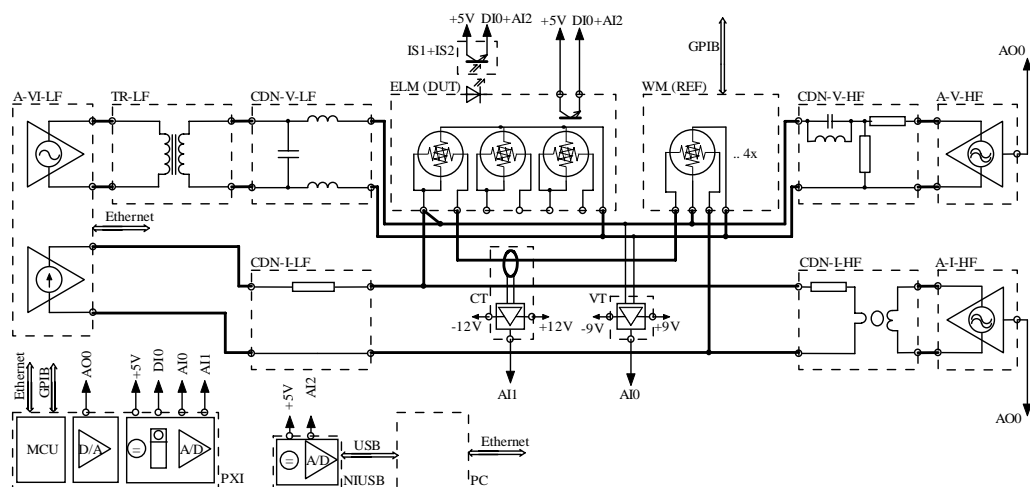 +5V DI0+AI2
+5V DI0+AI2
IS1+IS2
GPIB
AO0
A-VI-LF
TR-LF
CDN-V-LF
ELM (DUT)
WM (REF)
CDN-V-HF
A-V-HF
.. 4x
Ethernet
CDN-I-LF
CDN-I-HF
A-I-HF
CT
VT
-12V
+12V
-9V
+9V
AI1
AI0
AO0
Ethernet
GPIB
AO0
+5V
DI0
AI0
AI1
+5V
AI2
MCU
D/A
=
A/D
PXI
=
A/D
NIUSB
USB
PC
Ethernet